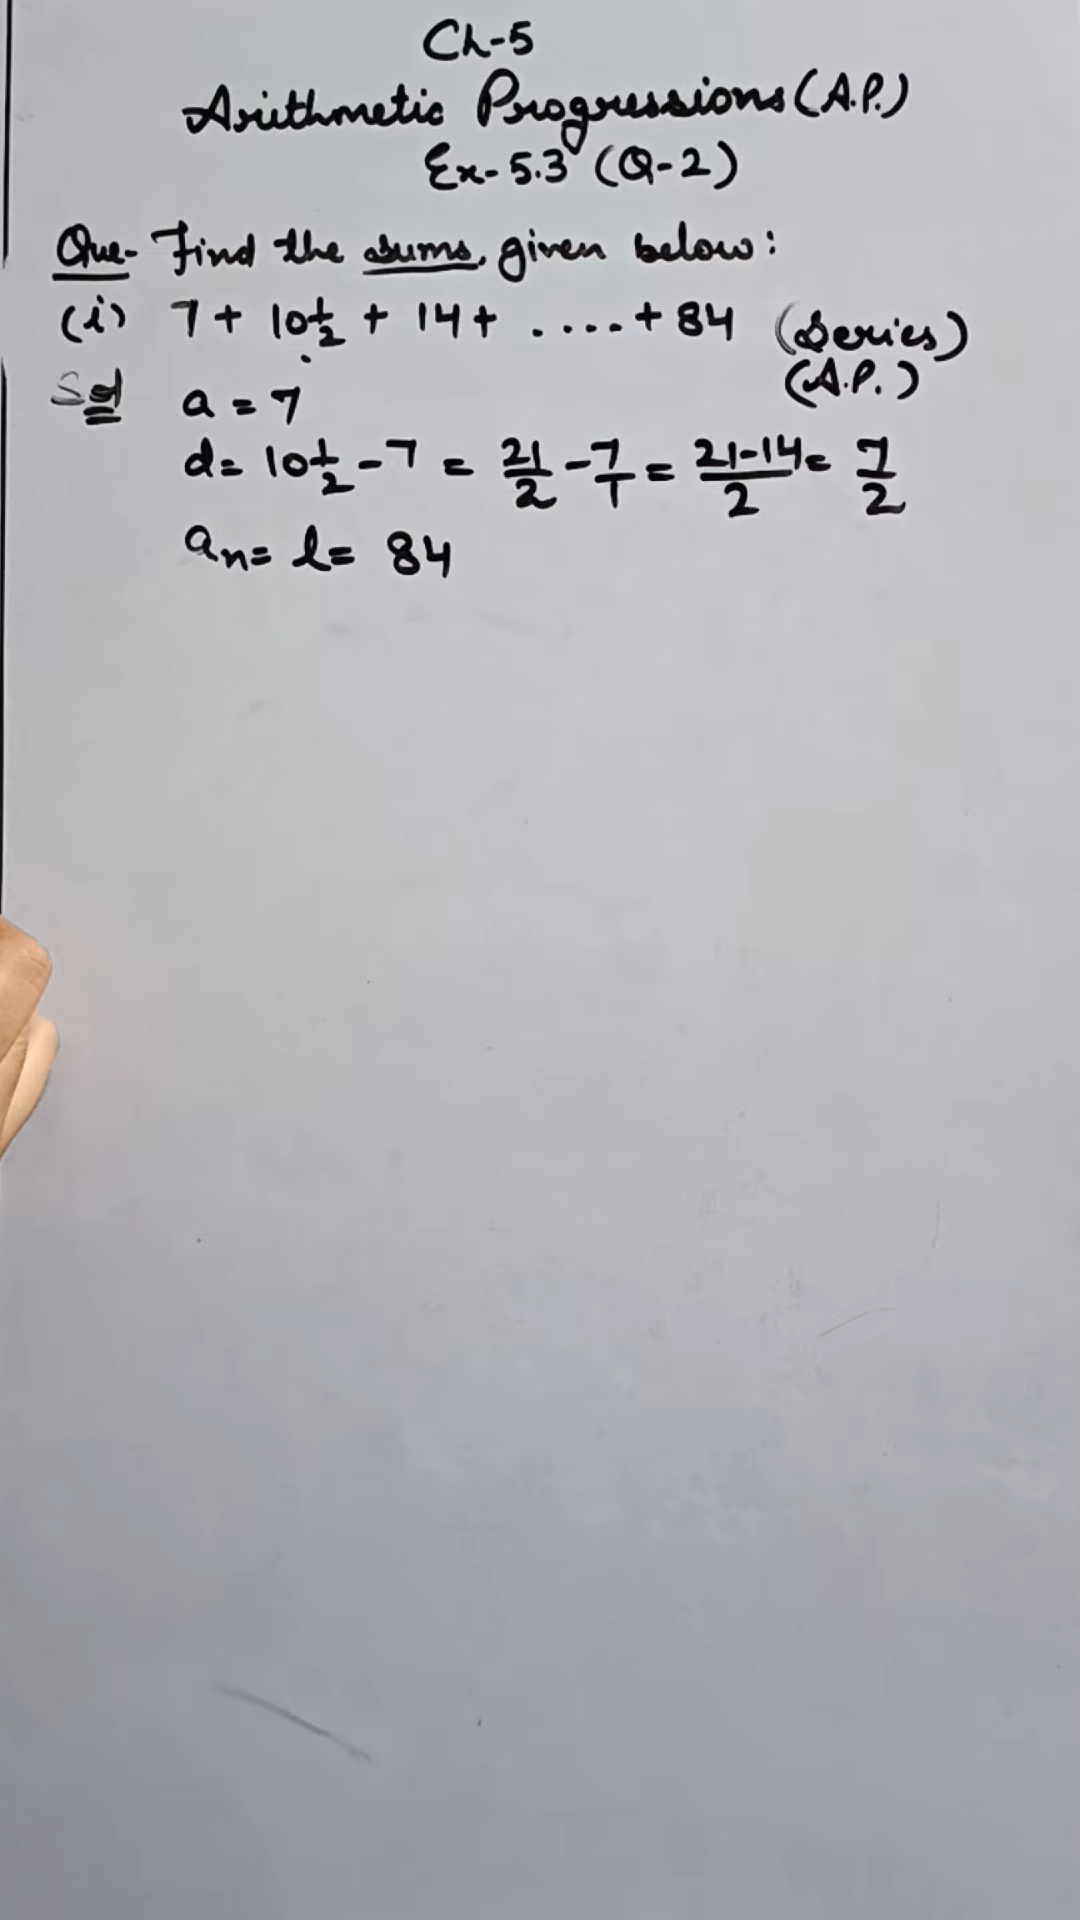 Ch-5
Arithmetic Progressions (A.P.)
Ex-5.3 (Q-2)
Que- Find the sums, given below:
(i) 7 + 10½ + 14 + ..... + 84 (Series)
(A.P.)
Sol a = 7
d = 10½ - 7 = 21/2 - 7/1 = 21-14/2 = 7/2
aₙ = l = 84